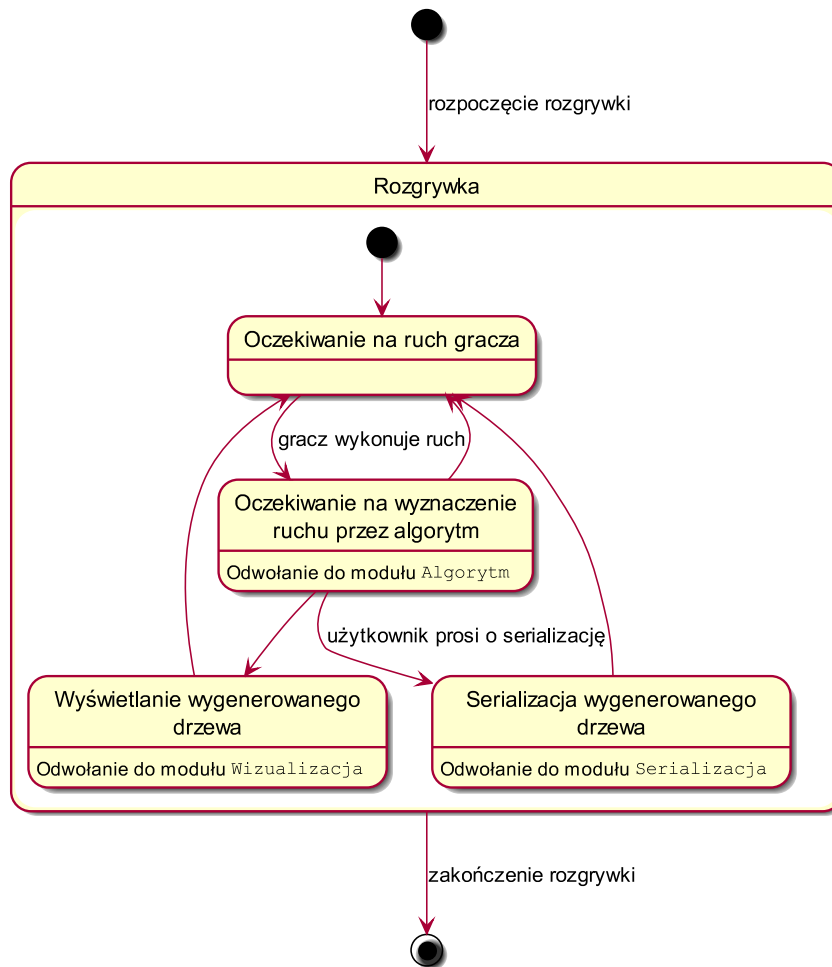 rozpoczęcie rozgrywki
Rozgrywka
Oczekiwanie na ruch gracza
gracz wykonuje ruch
Oczekiwanie na wyznaczenie
ruchu przez algorytm
Odwołanie do modułu Algorytm
użytkownik prosi o serializację
Wyświetlanie wygenerowanego
drzewa
Odwołanie do modułu Wizualizacja
Serializacja wygenerowanego
drzewa
Odwołanie do modułu Serializacja
zakończenie rozgrywki